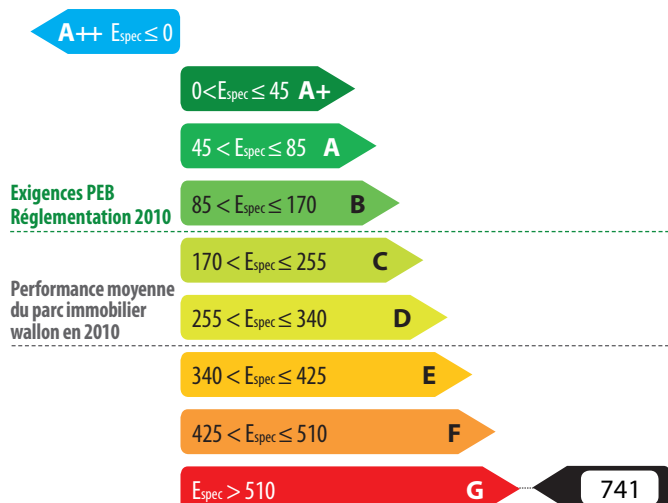 A++ Espec ≤ 0
0 < Espec ≤ 45 A+
45 < Espec ≤ 85 A
Exigences PEB
Réglementation 2010
85 < Espec ≤ 170 B
170 < Espec ≤ 255 C
Performance moyenne
du parc immobilier
wallon en 2010
255 < Espec ≤ 340 D
340 < Espec ≤ 425 E
425 < Espec ≤ 510 F
Espec > 510 G 741